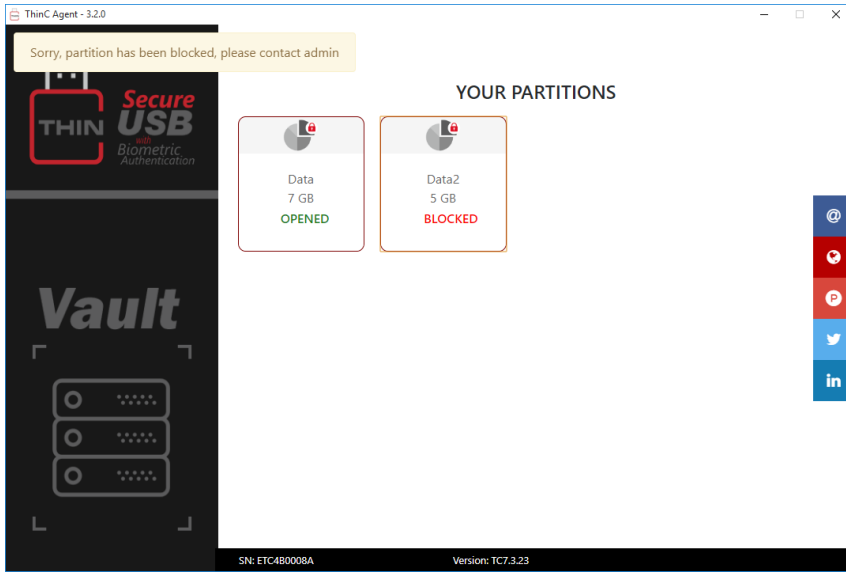 ThinC Agent - 3.2.0
Sorry, partition has been blocked, please contact admin
THIN
Secure
USB
with
Biometric
Authentication
Vault
YOUR PARTITIONS
Data
7 GB
OPENED
Data2
5 GB
BLOCKED
@
P
in
SN: ETC4B0008A
Version: TC7.3.23